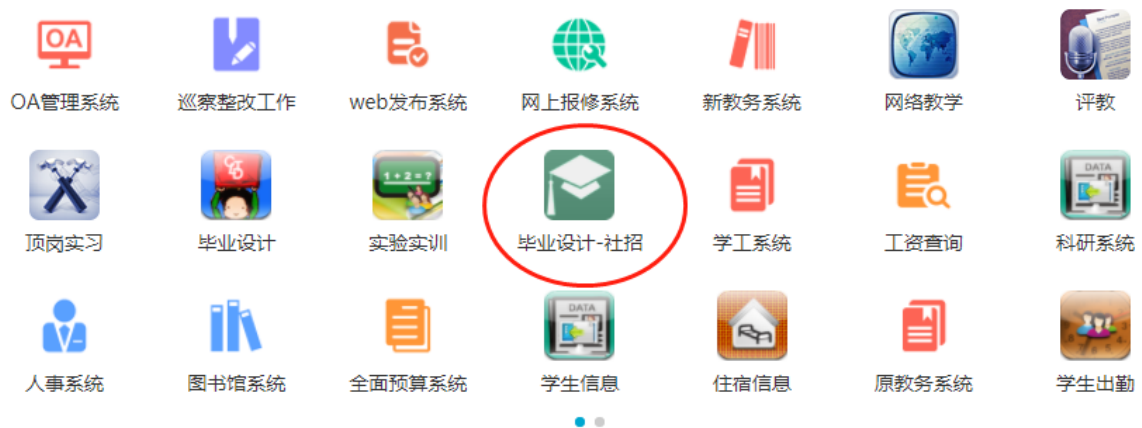 OA
OA管理系统 巡察整改工作 web发布系统 网上报修系统 新教务系统 网络教学 评教
1+2=? DATA
顶岗实习 毕业设计 实验实训 毕业设计-社招 学工系统 工资查询 科研系统
DATA
人事系统 图书馆系统 全面预算系统 学生信息 住宿信息 原教务系统 学生出勤